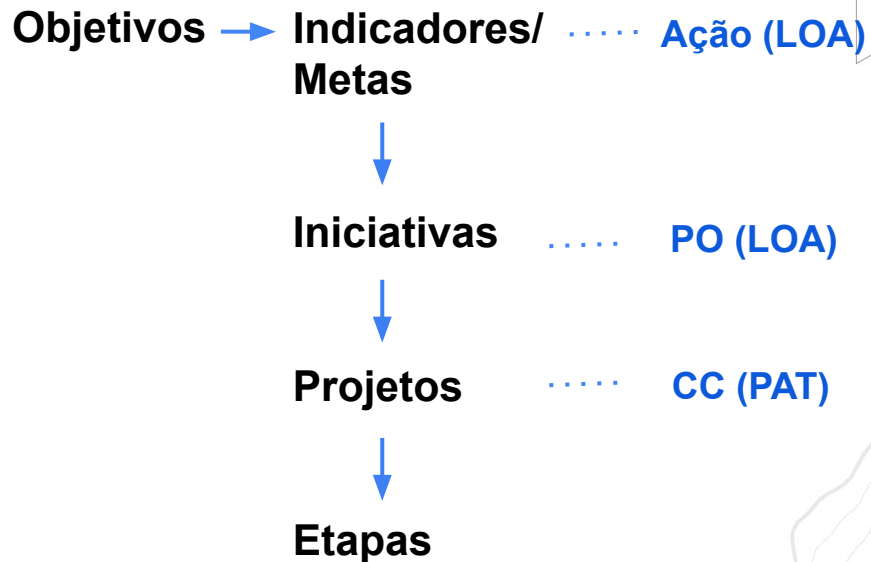 Objetivos Indicadores/ Ação (LOA)
Metas
Iniciativas PO (LOA)
Projetos CC (PAT)
Etapas